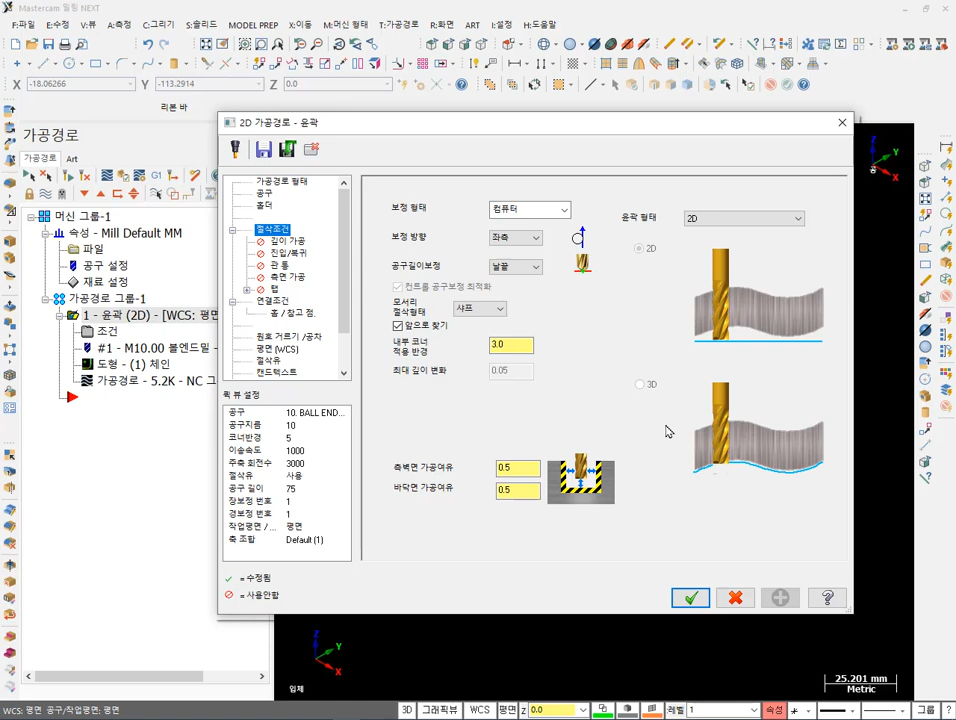 Mastercam 밀링 NEXT
F:파일 E:수정 V:뷰 A:측정 C:그리기 S:솔리드 MODEL PREP X:이동 M:머신 형태 T:가공경로 R:화면 ART I:설정 H:도움말
X -18.06266 Y -113.2914 Z 0.0
리본 바
가공경로
가공경로 Art
G1
머신 그룹-1
속성 - Mill Default MM
파일
공구 설정
재료 설정
가공경로 그룹-1
1 - 윤곽 (2D) - [WCS: 평면
조건
#1 - M10.00 볼엔드밀 -
도형 - (1) 체인
가공경로 - 5.2K - NC 그
2D 가공경로 - 윤곽
가공경로 형태
공구
홀더
절삭조건
깊이 가공
진입/복귀
관 통
측면 가공
탭
연결조건
홈 / 참고 점.
원호 거르기 /공차
평면 (WCS)
절삭유
캔드텍스트
퀵 뷰 설정
공구 10. BALL END...
공구지름 10
코너반경 5
이송속도 1000
주축 회전수 3000
절삭유 사용
공구 길이 75
장보정 번호 1
경보정 번호 1
작업평면 /... 평면
축 조합 Default (1)
= 수정됨
= 사용안함
보정 형태 컴퓨터
보정 방향 좌측
공구길이보정 날끝
컨트롤 공구보정 최적화
모서리
절삭형태 샤프
앞으로 찾기
내부 코너
적용 반경 3.0
최대 깊이 변화 0.05
측벽면 가공여유 0.5
바닥면 가공여유 0.5
윤곽 형태 2D
2D
3D
Z
Y
X
Z
Y
X
입체
25.201 mm
Metric
WCS: 평면 공구/작업평면: 평면
3D 그래픽뷰 WCS 평면 Z 0.0 레벨 1 속성 그룹 ?